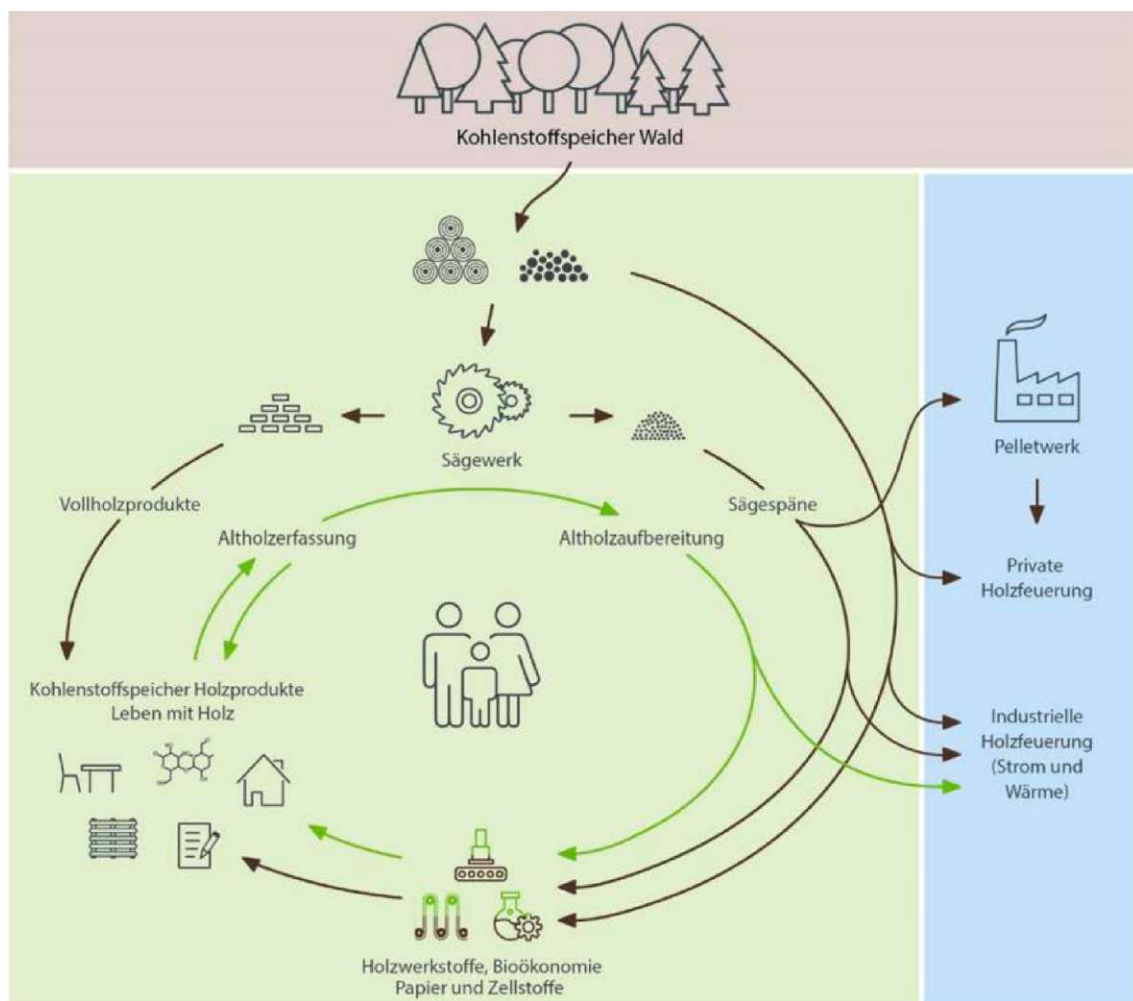 Kohlenstoffspeicher Wald
Sägewerk
Pelletwerk
Vollholzprodukte
Sägespäne
Altholzerfassung
Altholzaufbereitung
Private
Holzfeuerung
Kohlenstoffspeicher Holzprodukte
Leben mit Holz
Industrielle
Holzfeuerung
(Strom und
Wärme)
Holzwerkstoffe, Bioökonomie
Papier und Zellstoffe